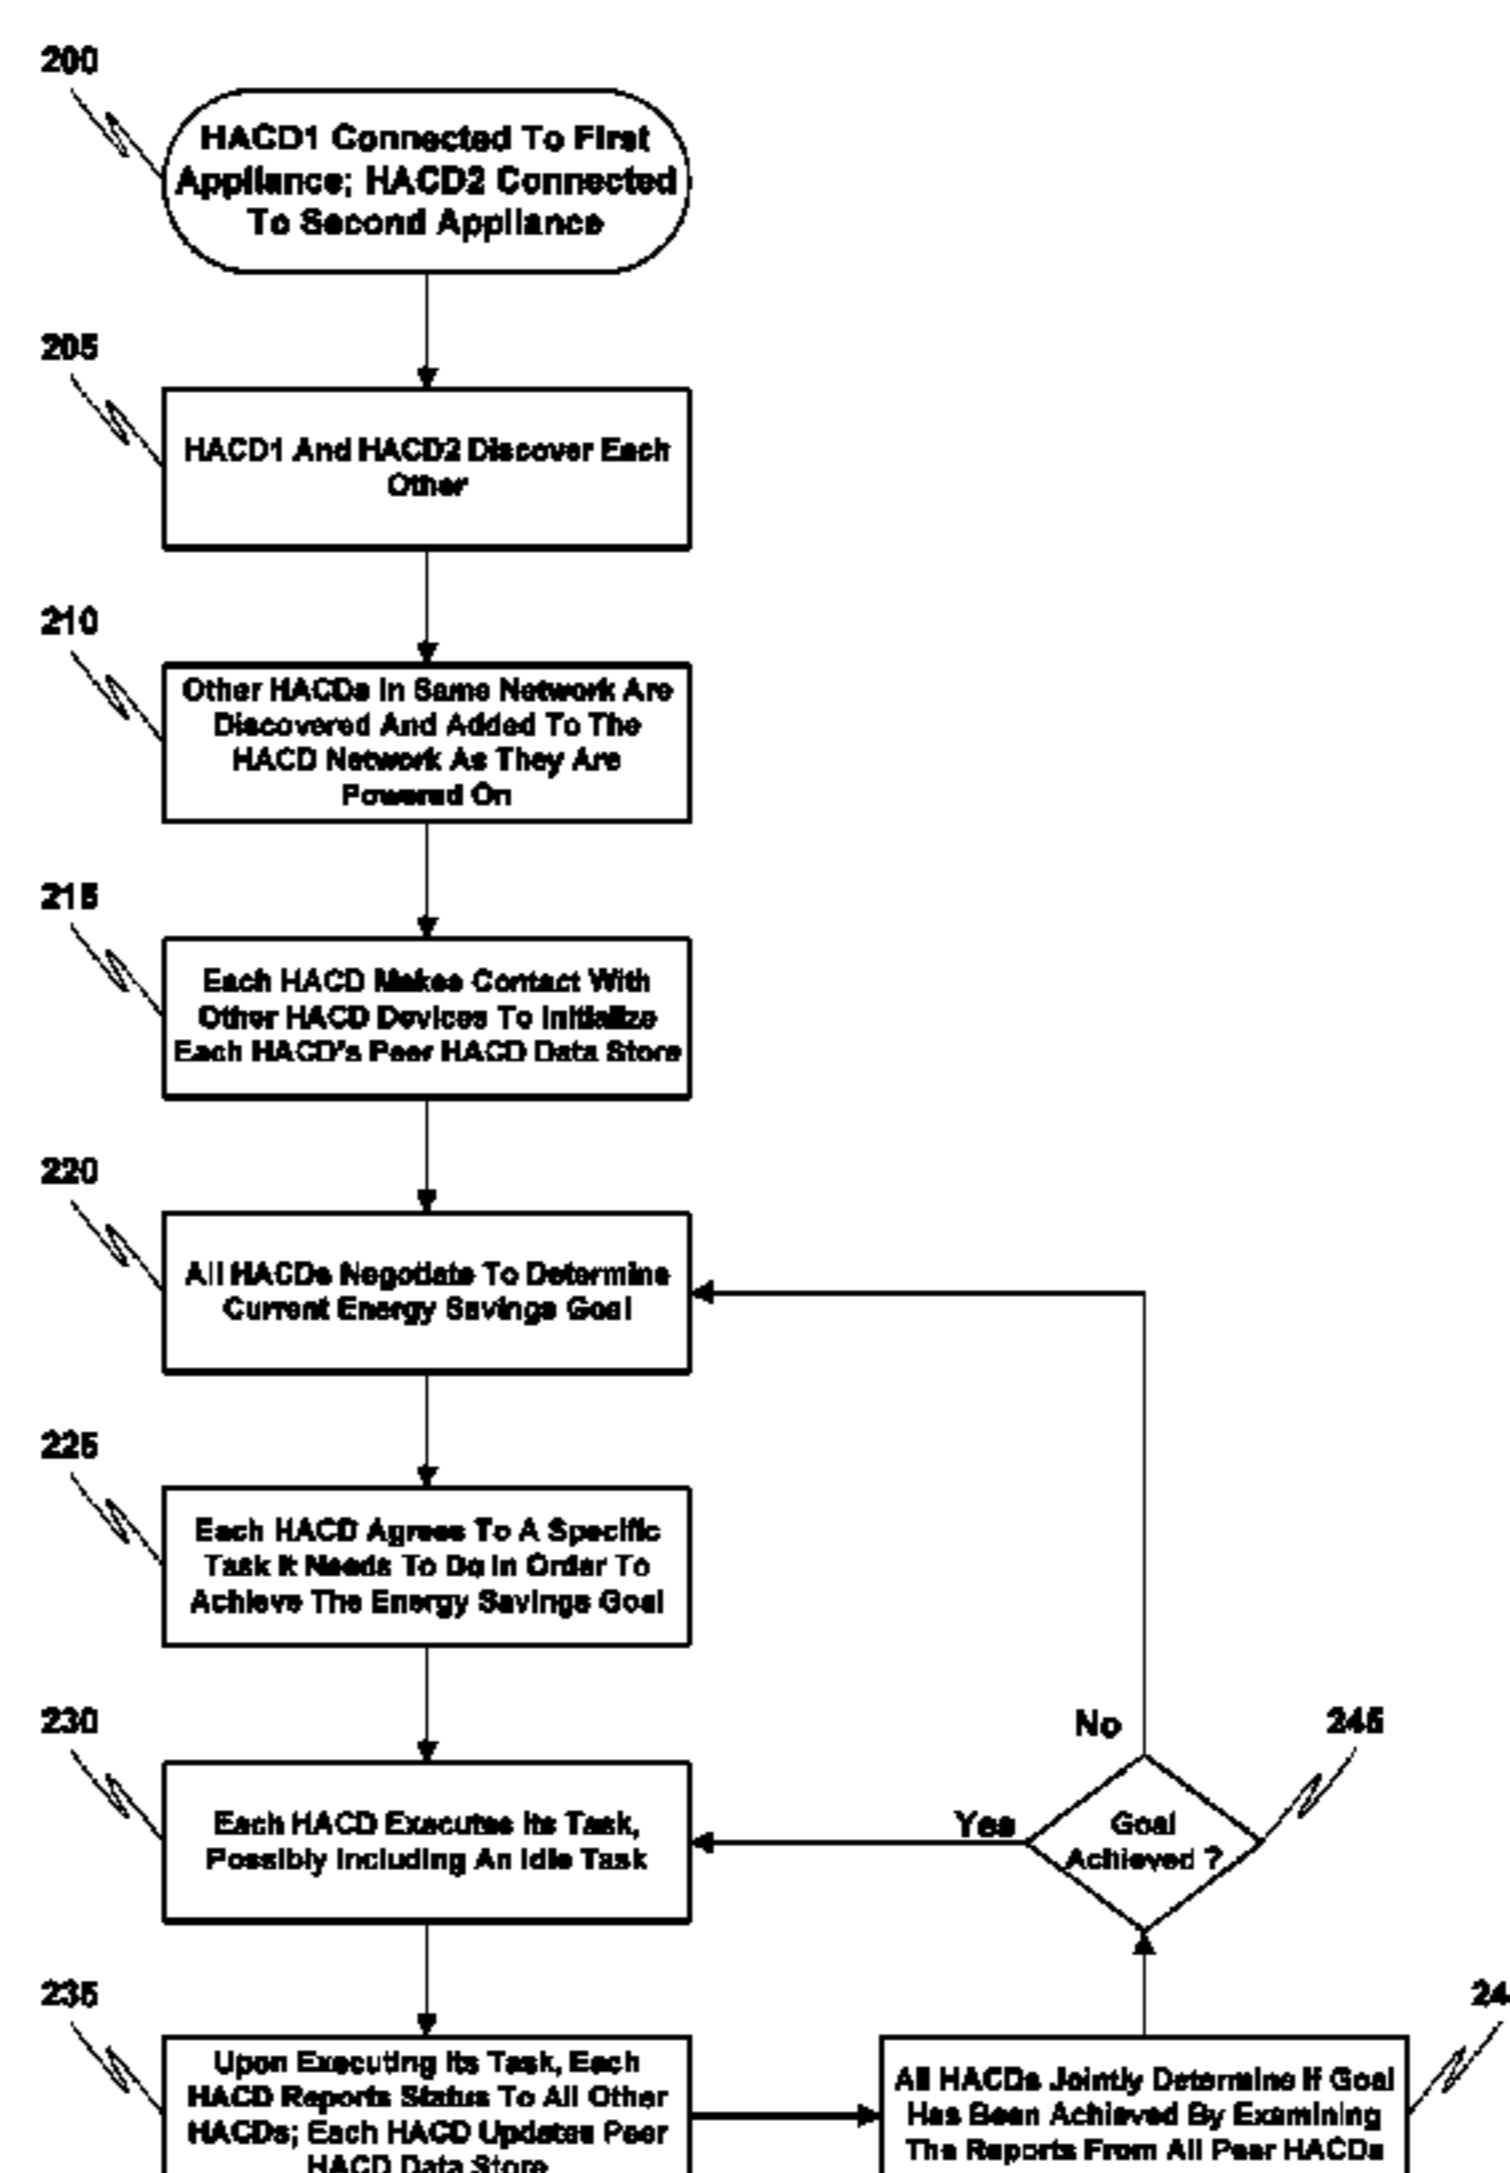 200
HACD1 Connected To First
Appliance; HACD2 Connected
To Second Appliance
205
HACD1 And HACD2 Discover Each
Other
210
Other HACDs In Same Network Are
Discovered And Added To The
HACD Network As They Are
Powered On
215
Each HACD Makes Contact With
Other HACD Devices To Initialize
Each HACD's Peer HACD Data Store
220
All HACDs Negotiate To Determine
Current Energy Savings Goal
225
Each HACD Agrees To A Specific
Task It Needs To Do In Order To
Achieve The Energy Savings Goal
230
Each HACD Executes Its Task,
Possibly Including An Idle Task
No
245
Yes
Goal
Achieved ?
235
Upon Executing Its Task, Each
HACD Reports Status To All Other
HACDs; Each HACD Updates Peer
HACD Data Store
All HACDs Jointly Determine If Goal
Has Been Achieved By Examining
The Reports From All Peer HACDs